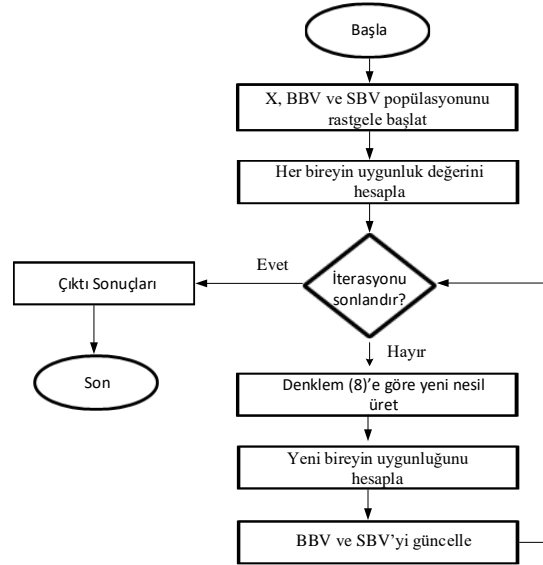 Başla
X, BBV ve SBV popülasyonunu
rastgele başlat
Her bireyin uygunluk değerini
hesapla
İterasyonu
sonlandır?
Evet
Çıktı Sonuçları
Son
Hayır
Denklem (8)'e göre yeni nesil
üret
Yeni bireyin uygunluğunu
hesapla
BBV ve SBV'yi güncelle